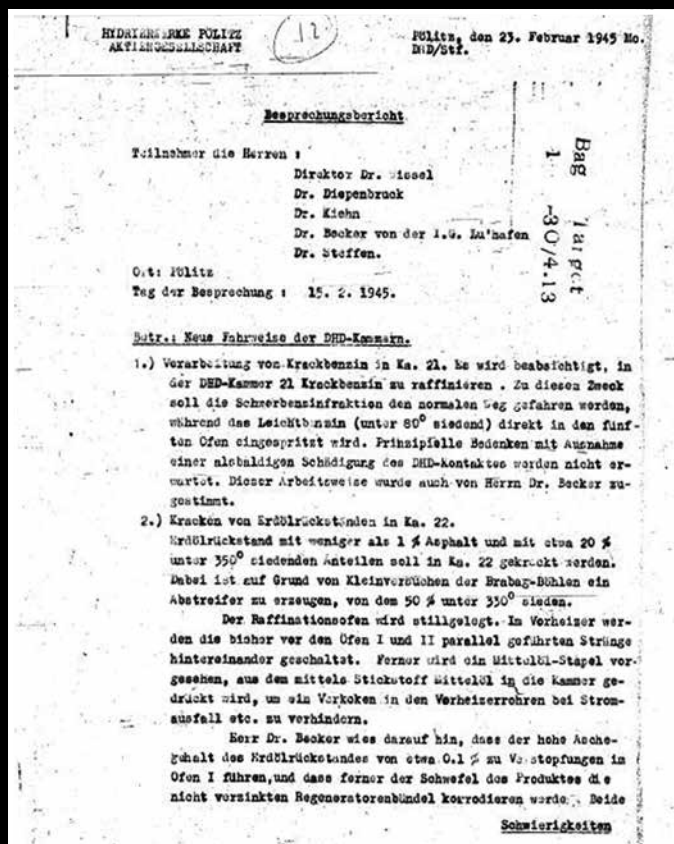 HYDRIERWERKE PÖLITZ
AKTIENGESELLSCHAFT
12
Pölitz, den 23. Februar 1945 Mo.
DHD/Stf.
Besprechungsbericht
Teilnehmer die Herren :
Direktor Dr.
Dr. Diepenbruck
Dr. Kiehn
Dr. Becker von der I.G. Lu'hafen
Dr. Steffen.
Ort: Pölitz
Tag der Besprechung : 15. 2. 1945.
Bag Target
1 -30/4.13
Betr.: Neue Fahrweise der DHD-Kammern.
1.) Verarbeitung von Krackbenzin in Ka. 21. Es wird beabsichtigt, in
der DHD-Kammer 21 Krackbenzin zu raffinieren . Zu diesem Zweck
soll die Schwerbenzinfraktion den normalen Weg gefahren werden,
während das Leichtbenzin (unter 80° siedend) direkt in den fünf-
ten Ofen eingespritzt wird. Prinzipielle Bedenken mit Ausnahme
einer alsbaldigen Schädigung des DHD-Kontaktes werden nicht er-
wartet. Dieser Arbeitsweise wurde auch von Herrn Dr. Becker zu-
gestimmt.
2.) Kracken von Erdölrückständen in Ka. 22.
Erdölrückstand mit weniger als 1 % Asphalt und mit etwa 20 %
unter 350° siedenden Anteilen soll in Ka. 22 gekrackt werden.
Dabei ist auf Grund von Kleinversuchen der Brabag-Böhlen ein
Abstreifer zu erzeugen, von dem 50 % unter 330° sieden.
Der Raffinationsofen wird stillgelegt. Im Vorheizer wer-
den die bisher vor den Öfen I und II parallel geführten Stränge
hintereinander geschaltet. Ferner wird ein Mittelöl-Stapel vor-
gesehen, aus dem mittels Stickstoff Mittelöl in die Kammer ge-
drückt wird, um ein Verkoken in den Vorheizerrohren bei Strom-
ausfall etc. zu verhindern.
Herr Dr. Becker wies darauf hin, dass der hohe Asche-
gehalt des Erdölrückstandes von etwa 0.1 % zu Verstopfungen im
Ofen I führen,und dass ferner der Schwefel des Produktes die
nicht verzinkten Regeneratorenbündel korrodieren werde. Beide
Schwierigkeiten